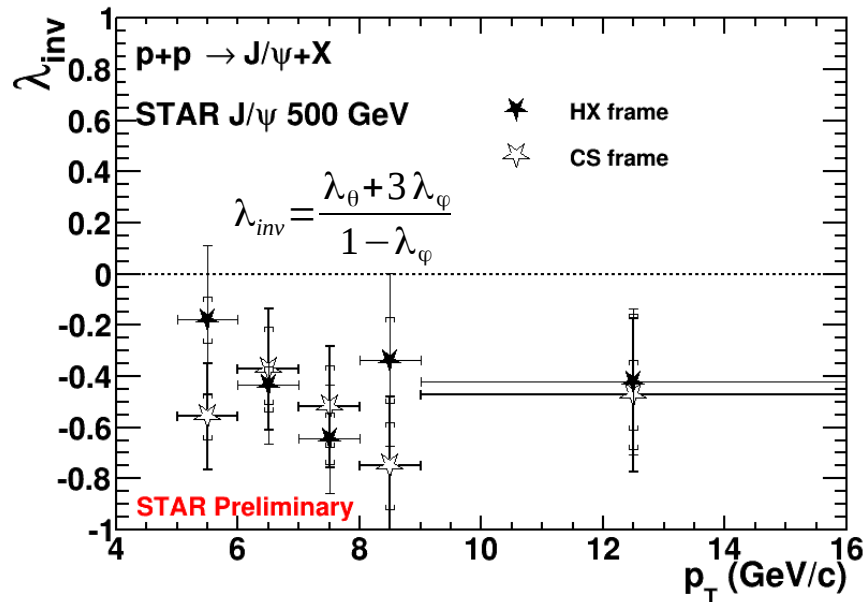 λinv
1
0.8
0.6
0.4
0.2
0
-0.2
-0.4
-0.6
-0.8
-1
p+p → J/ψ+X
STAR J/ψ 500 GeV
HX frame
CS frame
λinv = (λθ + 3 λφ) / (1 − λφ)
STAR Preliminary
4 6 8 10 12 14 16
pT (GeV/c)